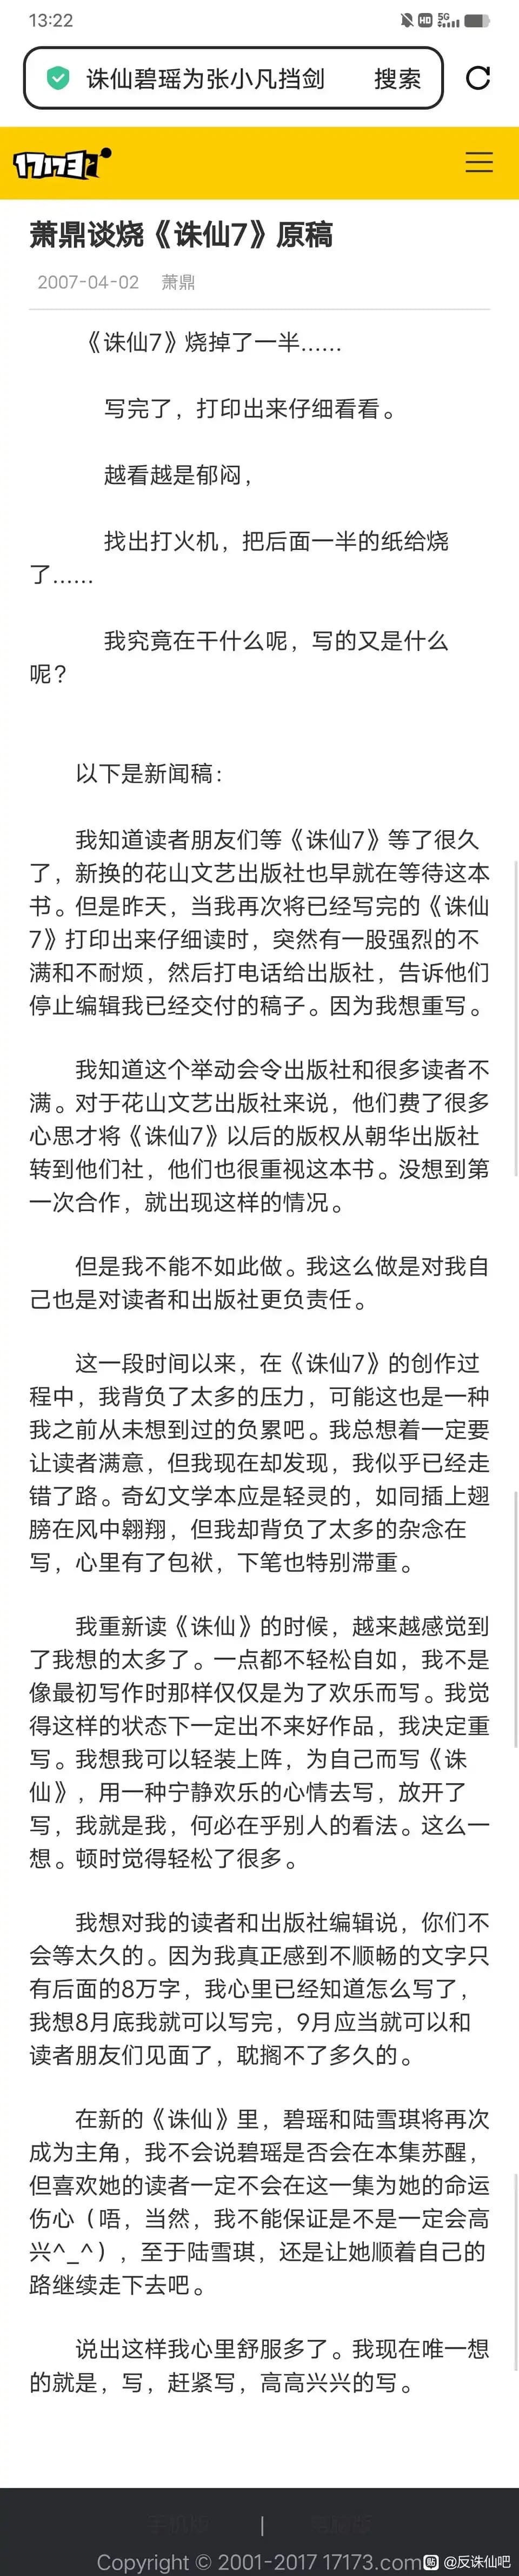 13:22
HD 5G
诛仙碧瑶为张小凡挡剑 搜索
17173
萧鼎谈烧《诛仙7》原稿
2007-04-02 萧鼎
《诛仙7》烧掉了一半……
写完了，打印出来仔细看看。
越看越是郁闷，
找出打火机，把后面一半的纸给烧
了……
我究竟在干什么呢，写的又是什么
呢？
以下是新闻稿：
我知道读者朋友们等《诛仙7》等了很久
了，新换的花山文艺出版社也早就在等待这本
书。但是昨天，当我再次将已经写完的《诛仙
7》打印出来仔细读时，突然有一股强烈的不
满和不耐烦，然后打电话给出版社，告诉他们
停止编辑我已经交付的稿子。因为我想重写。
我知道这个举动会令出版社和很多读者不
满。对于花山文艺出版社来说，他们费了很多
心思才将《诛仙7》以后的版权从朝华出版社
转到他们社，他们也很重视这本书。没想到第
一次合作，就出现这样的情况。
但是我不能不如此做。我这么做是对我自
己也是对读者和出版社更负责任。
这一段时间以来，在《诛仙7》的创作过
程中，我背负了太多的压力，可能这也是一种
我之前从未想到过的负累吧。我总想着一定要
让读者满意，但我现在却发现，我似乎已经走
错了路。奇幻文学本应是轻灵的，如同插上翅
膀在风中翱翔，但我却背负了太多的杂念在
写，心里有了包袱，下笔也特别滞重。
我重新读《诛仙》的时候，越来越感觉到
了我想的太多了。一点都不轻松自如，我不是
像最初写作时那样仅仅是为了欢乐而写。我觉
得这样的状态下一定出不来好作品，我决定重
写。我想我可以轻装上阵，为自己而写《诛
仙》，用一种宁静欢乐的心情去写，放开了
写，我就是我，何必在乎别人的看法。这么一
想。顿时觉得轻松了很多。
我想对我的读者和出版社编辑说，你们不
会等太久的。因为我真正感到不顺畅的文字只
有后面的8万字，我心里已经知道怎么写了，
我想8月底我就可以写完，9月应当就可以和
读者朋友们见面了，耽搁不了多久的。
在新的《诛仙》里，碧瑶和陆雪琪将再次
成为主角，我不会说碧瑶是否会在本集苏醒，
但喜欢她的读者一定不会在这一集为她的命运
伤心（唔，当然，我不能保证是不是一定会高
兴^_^），至于陆雪琪，还是让她顺着自己的
路继续走下去吧。
说出这样我心里舒服多了。我现在唯一想
的就是，写，赶紧写，高高兴兴的写。
|
Copyright © 2001-2017 17173.com
贴 @反诛仙吧